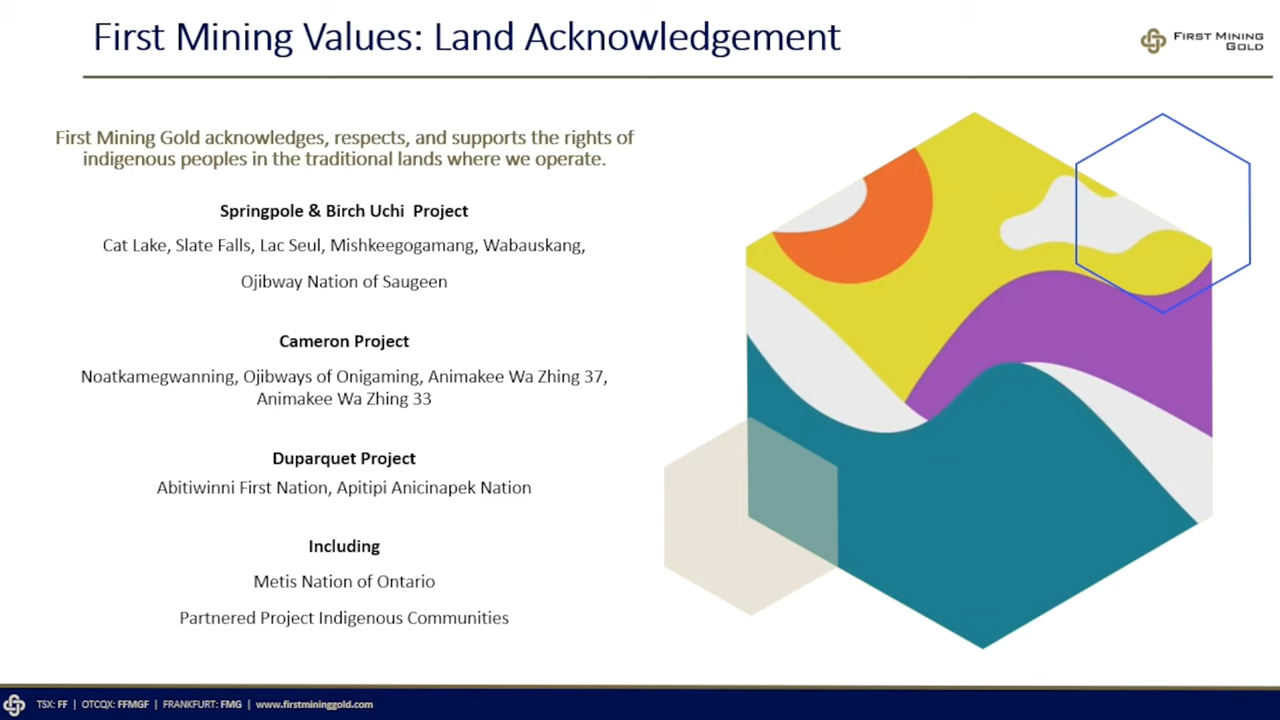 First Mining Values: Land Acknowledgement
FIRST MINING
GOLD
First Mining Gold acknowledges, respects, and supports the rights of
indigenous peoples in the traditional lands where we operate.
Springpole & Birch Uchi  Project
Cat Lake, Slate Falls, Lac Seul, Mishkeegogamang, Wabauskang,
Ojibway Nation of Saugeen
Cameron Project
Noatkamegwanning, Ojibways of Onigaming, Animakee Wa Zhing 37,
Animakee Wa Zhing 33
Duparquet Project
Abitiwinni First Nation, Apitipi Anicinapek Nation
Including
Metis Nation of Ontario
Partnered Project Indigenous Communities
TSX: FF | OTCQX: FFMGF | FRANKFURT: FMG | www.firstmininggold.com